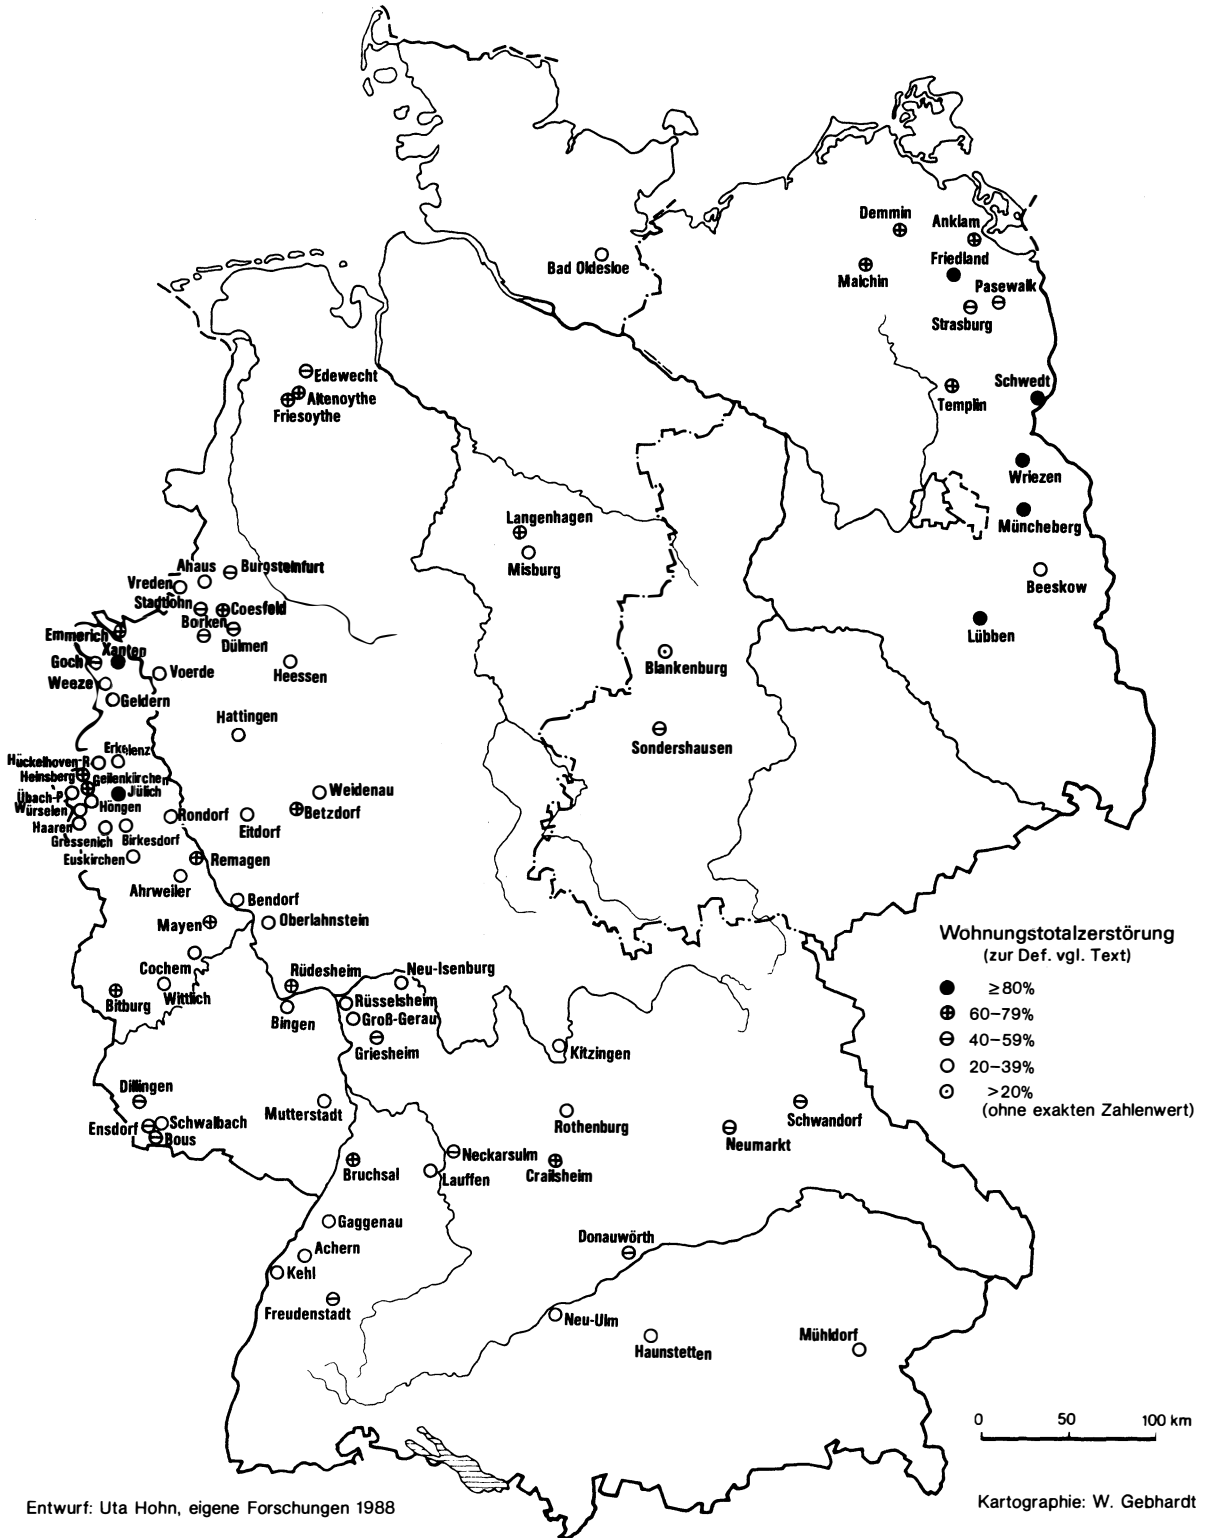 Demmin
Anklam
Bad Oldesloe
Friedland
Malchin
Pasewalk
Strasburg
Edewecht
Altenoythe
Friesoythe
Schwedt
Templin
Wriezen
Langenhagen
Müncheberg
Misburg
Ahaus
Burgsteinfurt
Vreden
Beeskow
Stadtlohn
Coesfeld
Borken
Emmerich
Dülmen
Lübben
Xanten
Goch
Voerde
Heessen
Blankenburg
Weeze
Geldern
Hattingen
Sondershausen
Erkelenz
Hückelhoven-R.
Heinsberg
Geilenkirchen
Übach-P.
Jülich
Weidenau
Würselen
Höngen
Rondorf
Betzdorf
Haaren
Eitdorf
Gressenich
Birkesdorf
Euskirchen
Remagen
Ahrweiler
Bendorf
Mayen
Oberlahnstein
Cochem
Rüdesheim
Neu-Isenburg
Bitburg
Wittlich
Rüsselsheim
Bingen
Groß-Gerau
Griesheim
Kitzingen
Dillingen
Mutterstadt
Schwandorf
Ensdorf
Schwalbach
Rothenburg
Bous
Neumarkt
Neckarsulm
Bruchsal
Lauffen
Crailsheim
Gaggenau
Donauwörth
Achern
Kehl
Freudenstadt
Neu-Ulm
Mühldorf
Haunstetten
Wohnungstotalzerstörung
(zur Def. vgl. Text)
≥80%
60–79%
40–59%
20–39%
>20%
(ohne exakten Zahlenwert)
0 50 100 km
Entwurf: Uta Hohn, eigene Forschungen 1988
Kartographie: W. Gebhardt